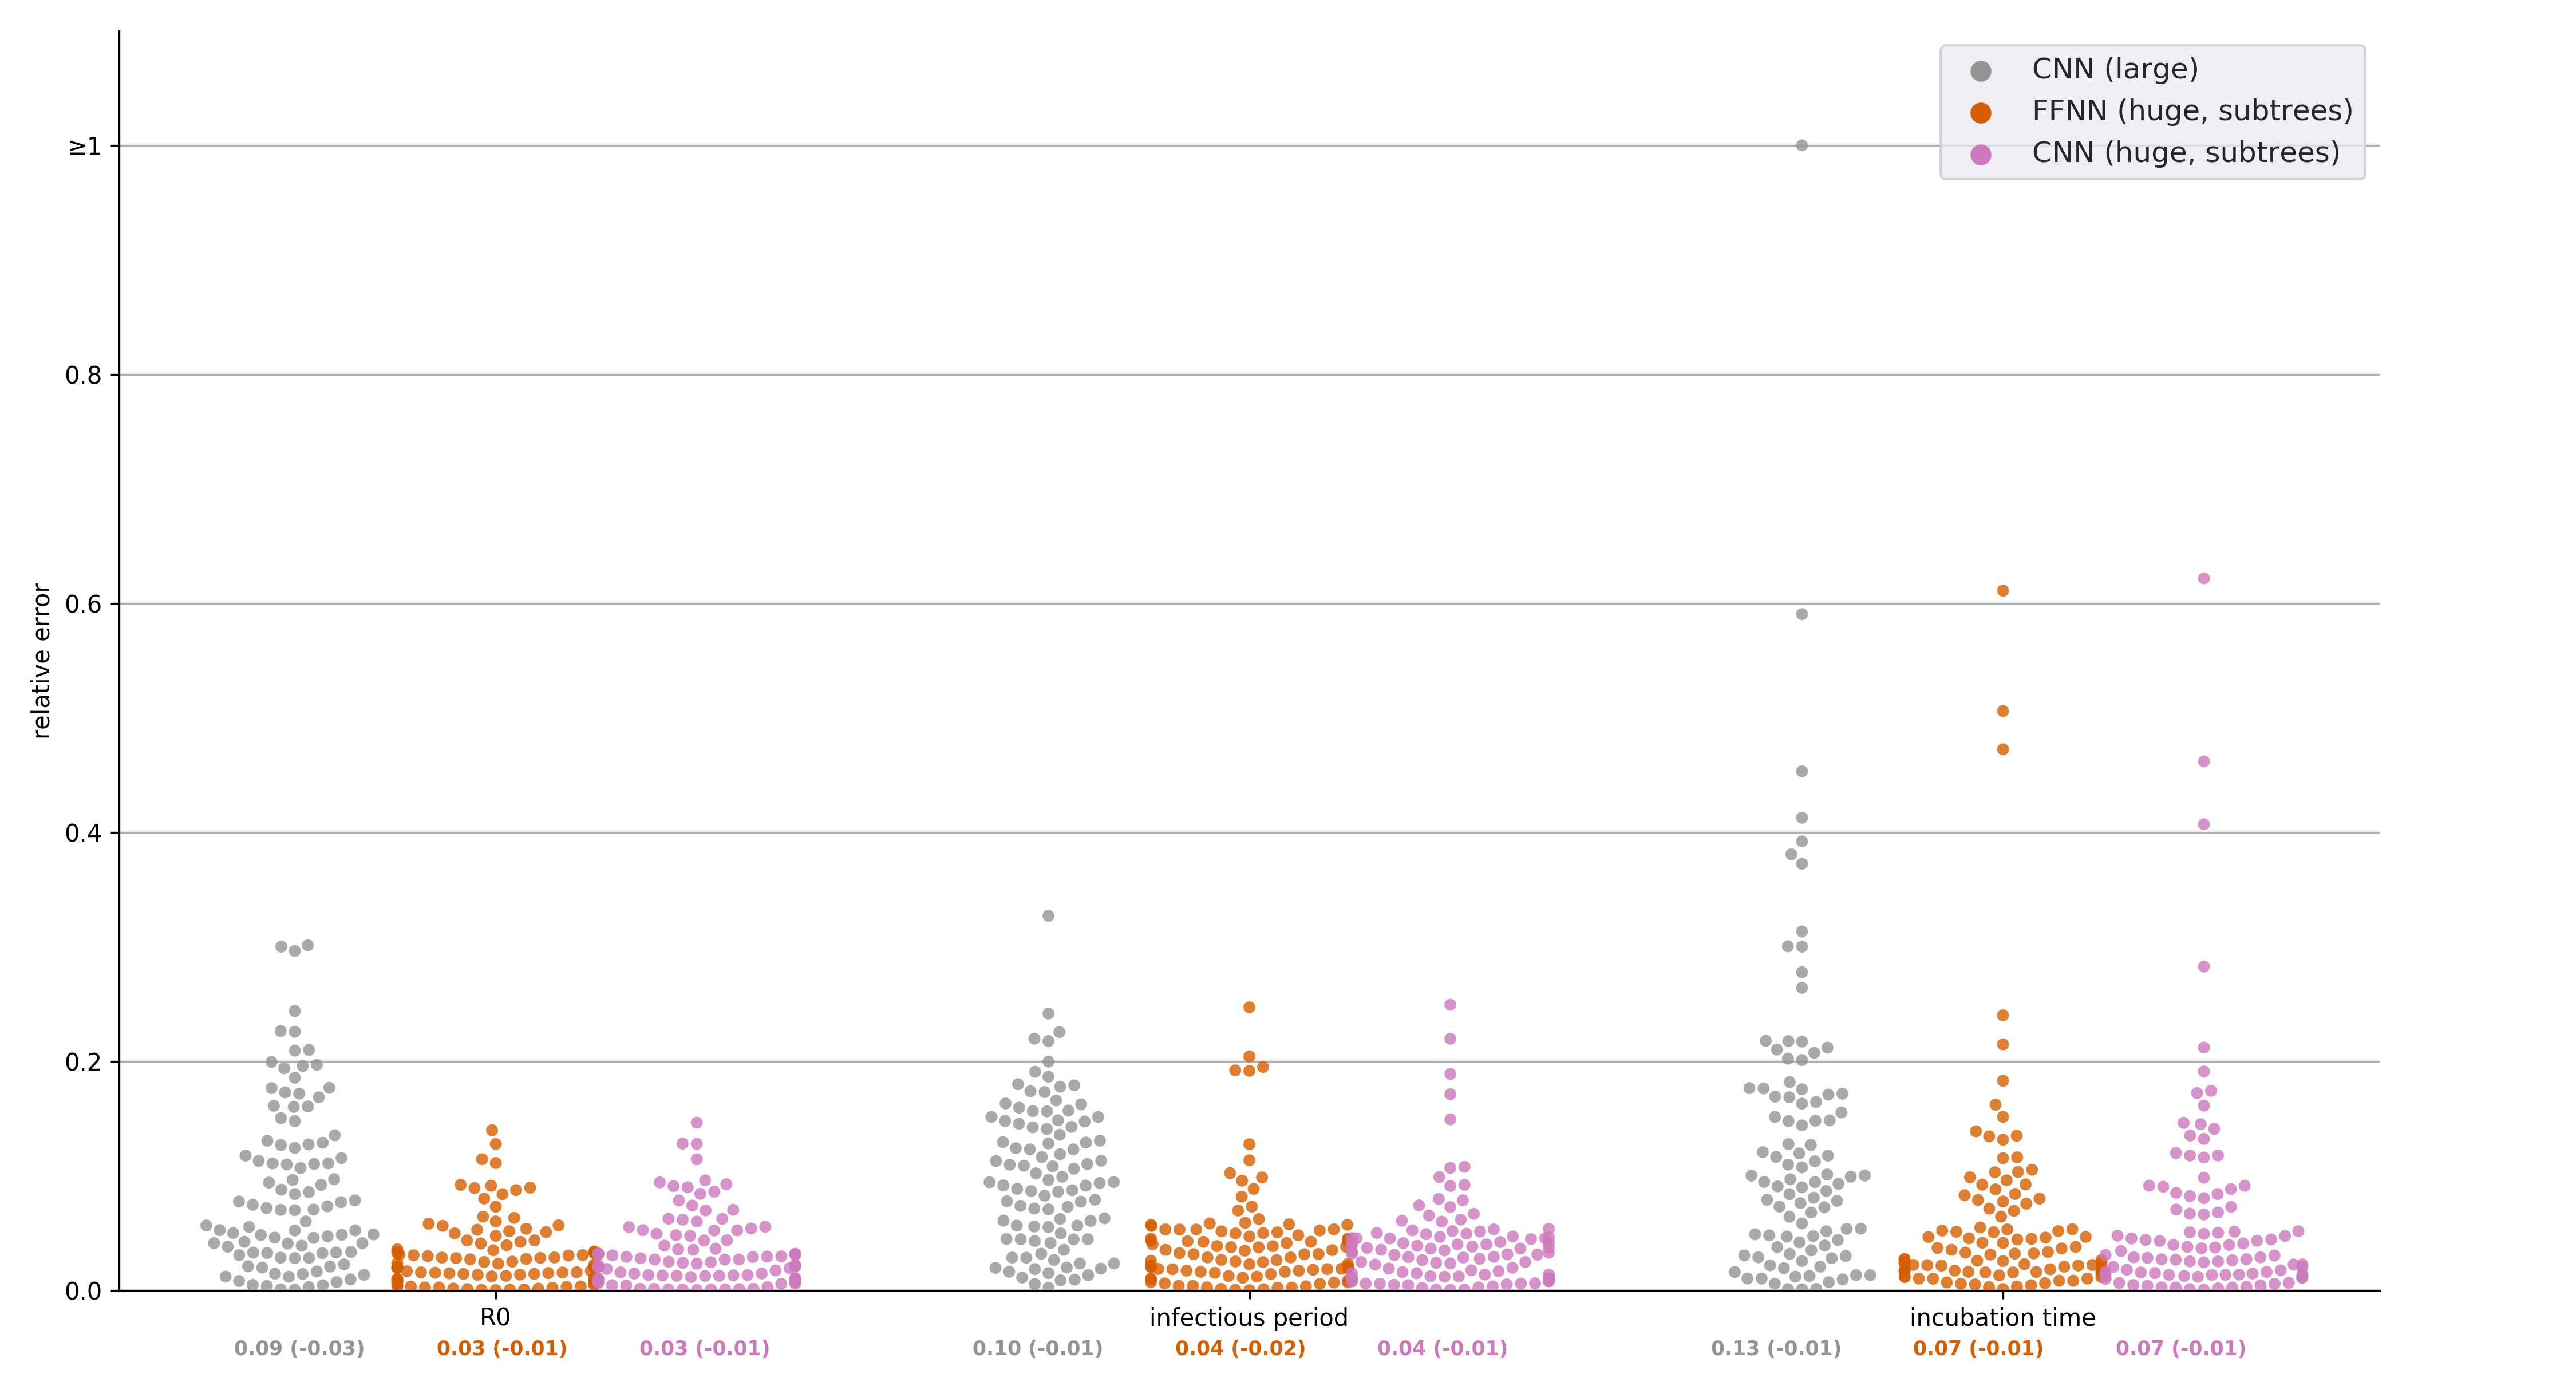 CNN (large)
FFNN (huge, subtrees)
CNN (huge, subtrees)
≥1
0.8
0.6
0.4
0.2
0.0
relative error
R0
infectious period
incubation time
0.09 (-0.03)
0.03 (-0.01)
0.03 (-0.01)
0.10 (-0.01)
0.04 (-0.02)
0.04 (-0.01)
0.13 (-0.01)
0.07 (-0.01)
0.07 (-0.01)